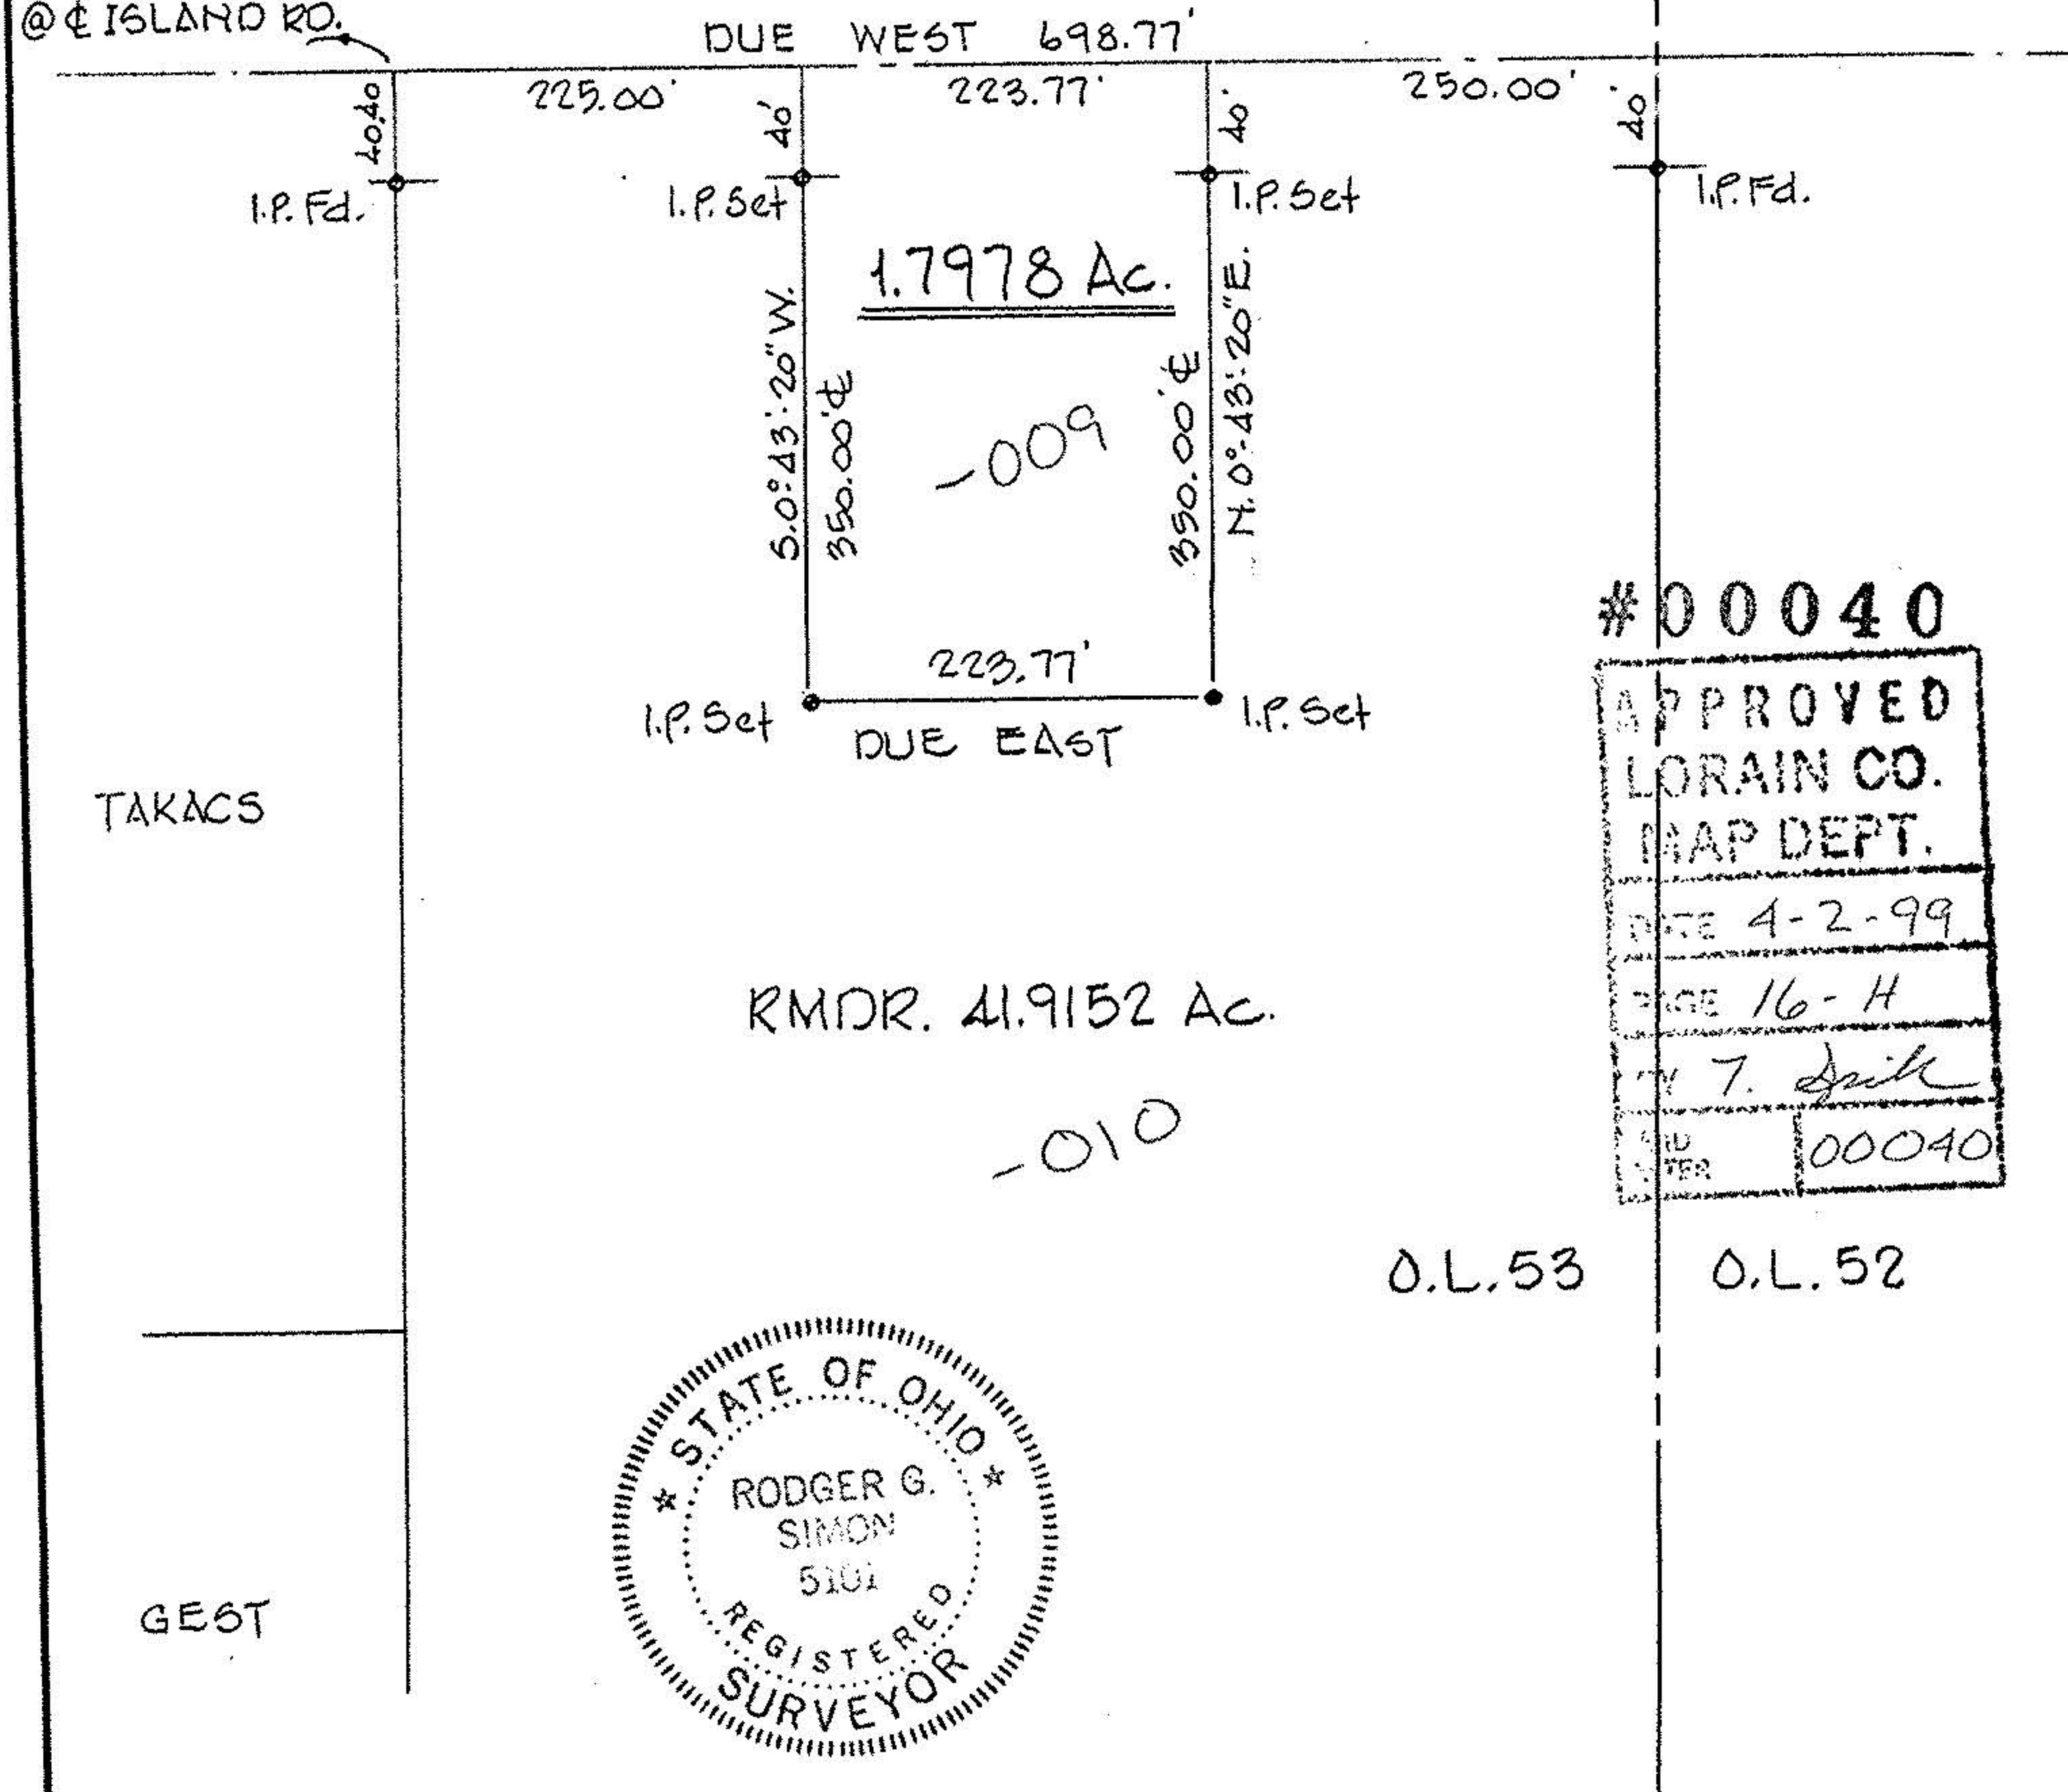 @ ℄ ISLAND RD.
DUE WEST 698.77'
225.00'
223.77'
250.00'
40.40
40'
40'
40'
I.P. Fd.
I.P. Set
I.P. Set
I.P. Fd.
1.7978 Ac.
S.0°-43'-20"W.
350.00' ℄
350.00' ℄
N.0°-43'-20"E.
-009
223.77'
I.P. Set
I.P. Set
DUE EAST
#00040
APPROVED
LORAIN CO.
MAP DEPT.
DATE 4-2-99
PAGE 16-H
BY T.
00040
TAKACS
RMDR. 41.9152 Ac.
-010
O.L. 53
O.L. 52
STATE OF OHIO
RODGER G.
SIMON
5101
REGISTERED
SURVEYOR
GEST